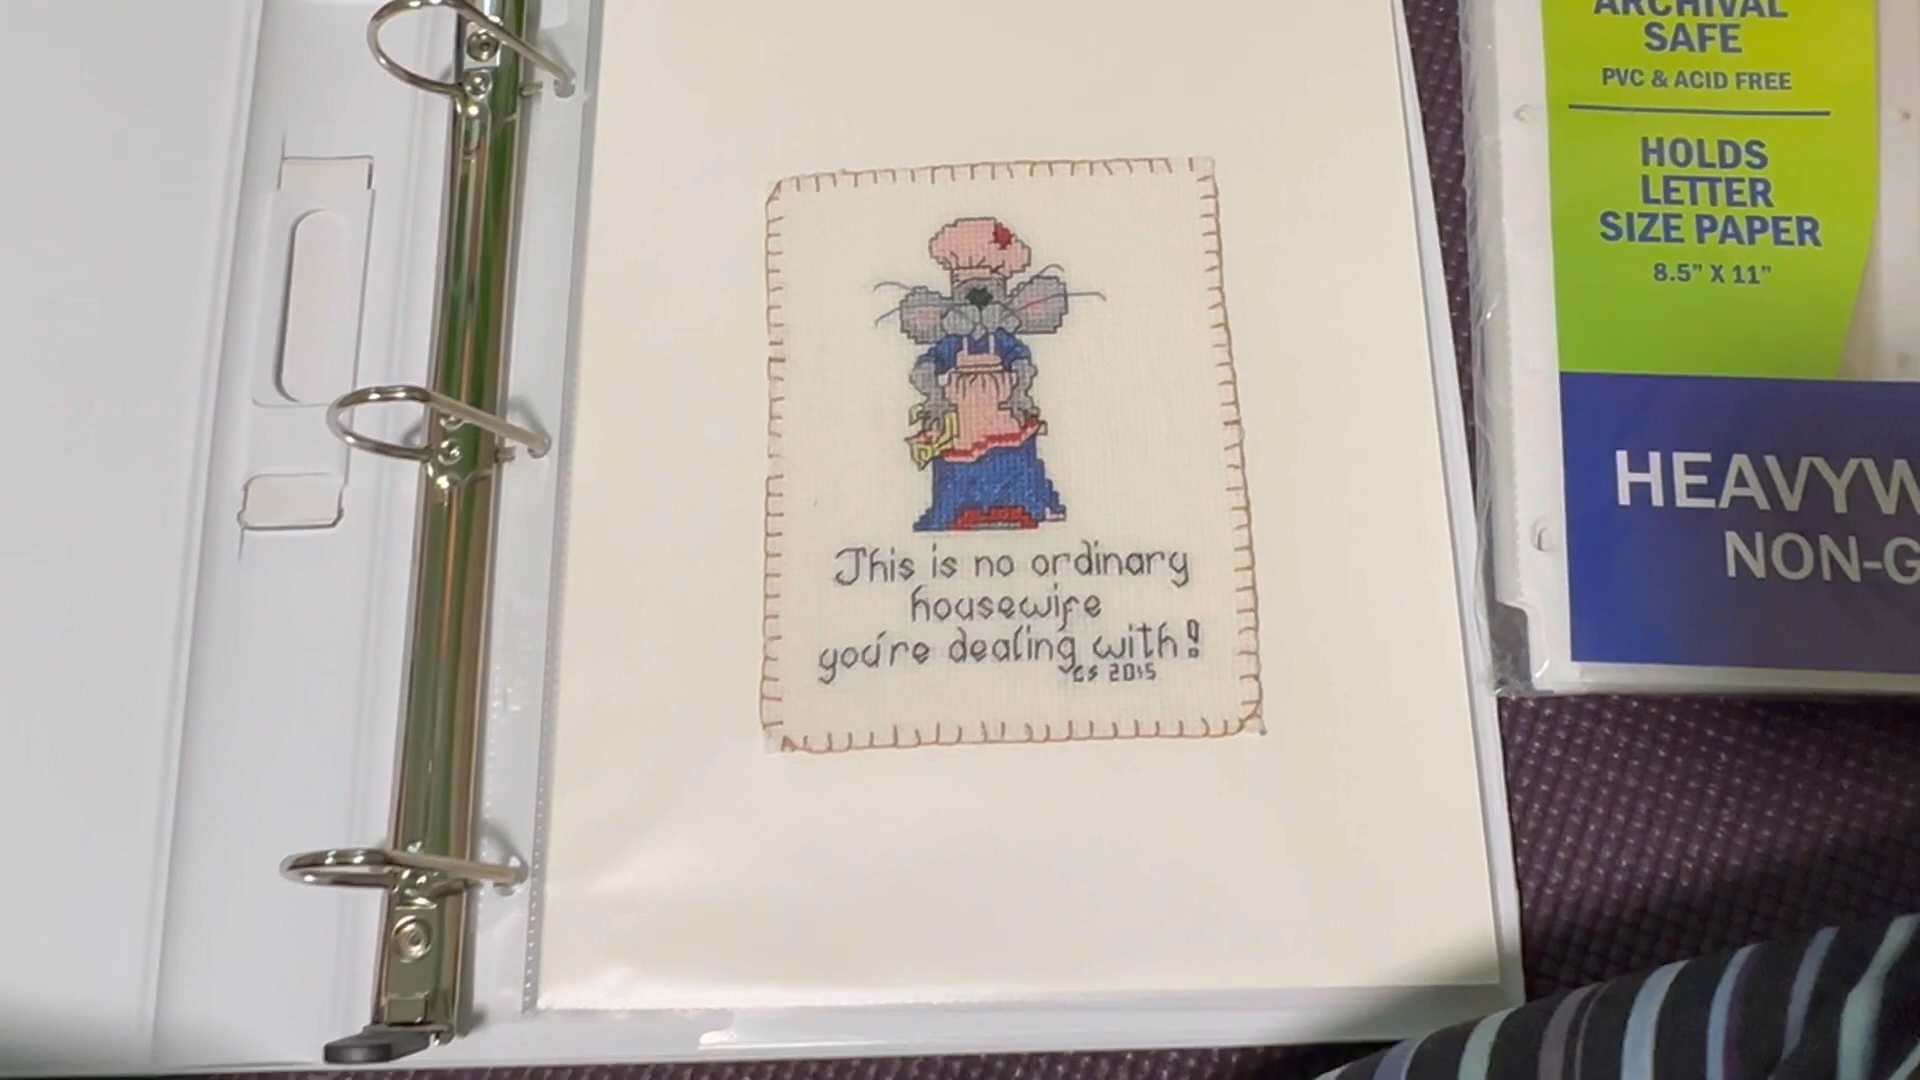 This is no ordinary
housewife
you're dealing with!
CS 2015
ARCHIVAL
SAFE
PVC & ACID FREE
HOLDS
LETTER
SIZE PAPER
8.5" X 11"